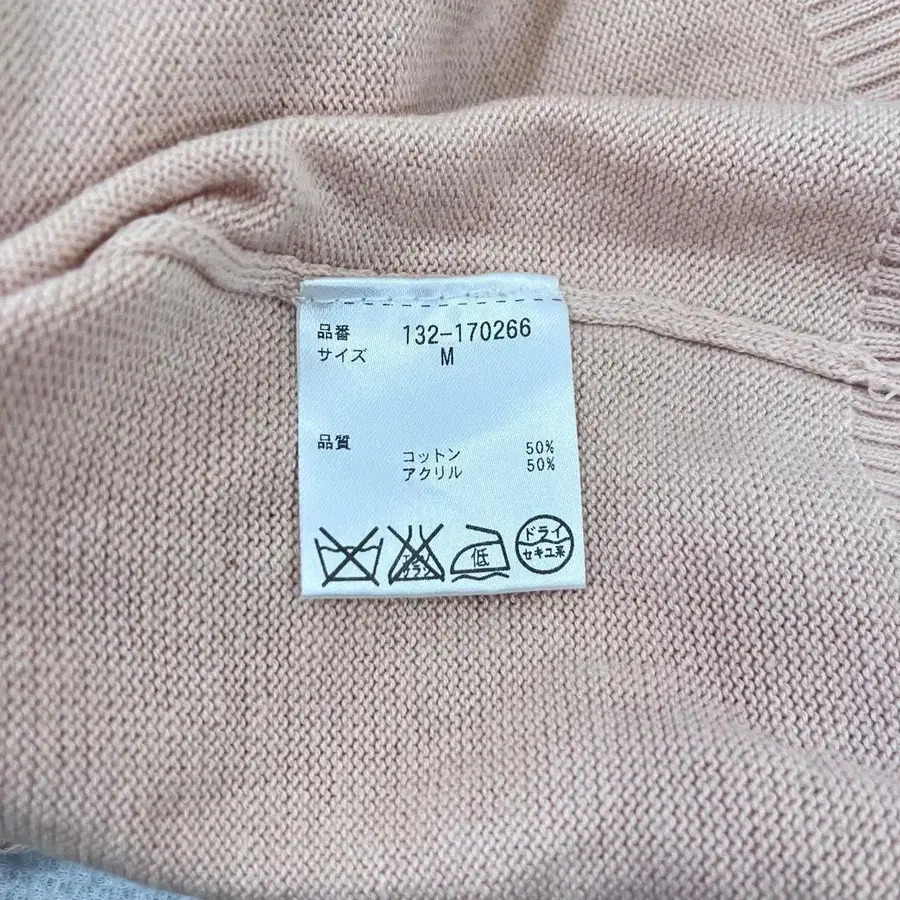 品番 132-170266
サイズ M
品質
コットン 50%
アクリル 50%
低
ドライ
セキユ系